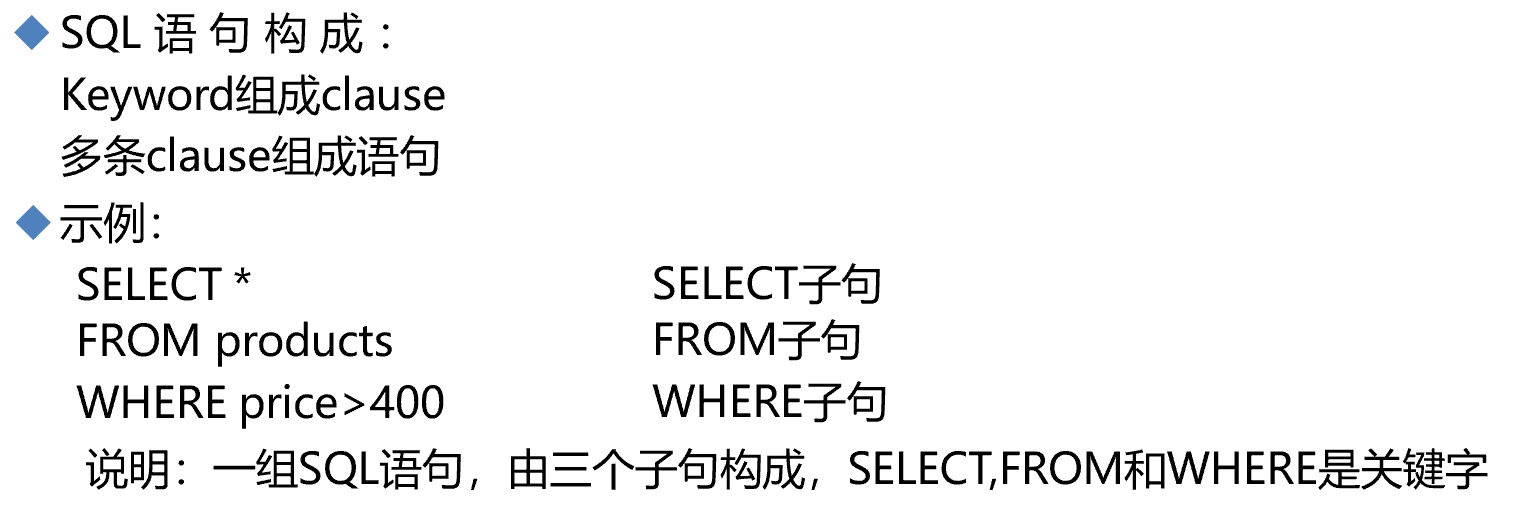 SQL 语 句 构 成 ：
Keyword组成clause
多条clause组成语句
示例：
SELECT * SELECT子句
FROM products FROM子句
WHERE price>400 WHERE子句
说明：一组SQL语句，由三个子句构成，SELECT,FROM和WHERE是关键字